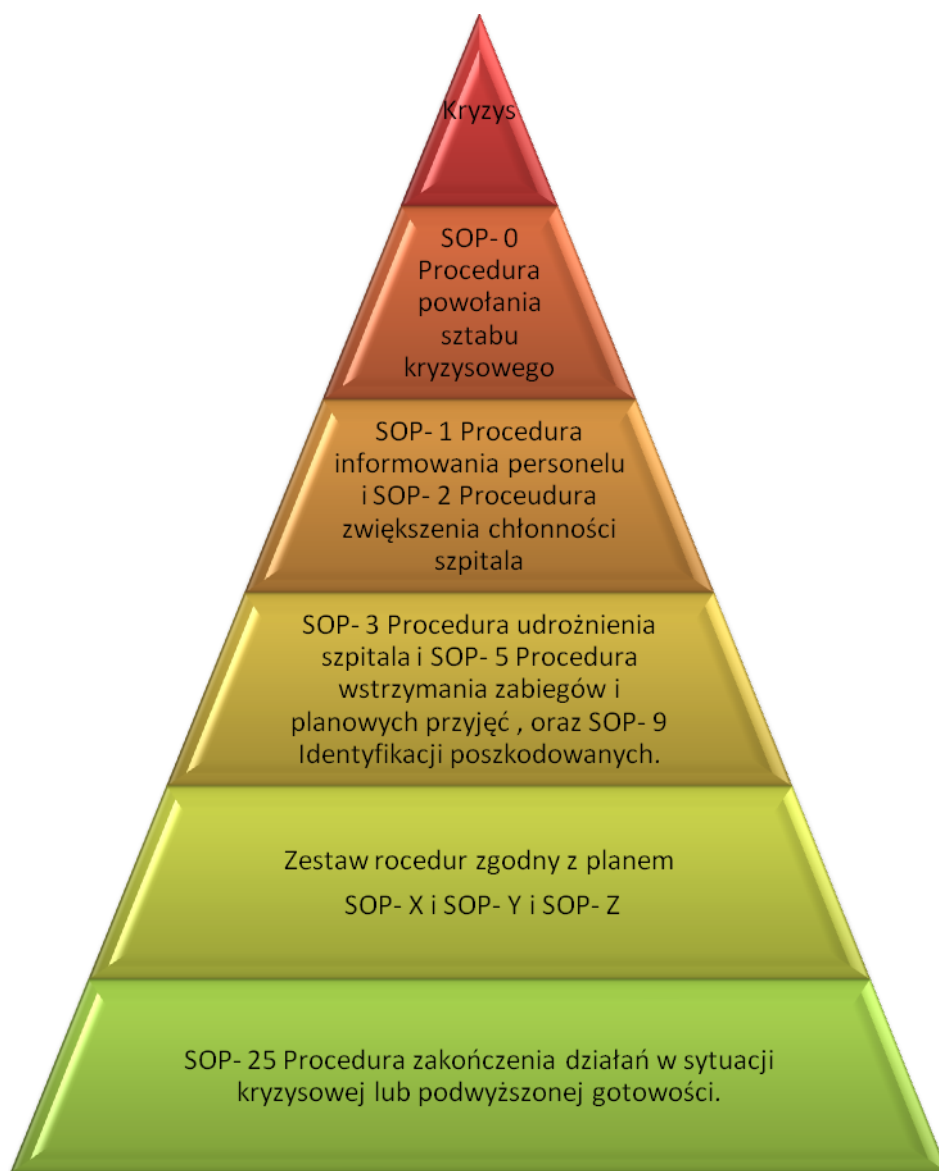 Kryzys
SOP- 0
Procedura
powołania
sztabu
kryzysowego
SOP- 1 Procedura
informowania personelu
i SOP- 2 Proceudura
zwiększenia chłonności
szpitala
SOP- 3 Procedura udrożnienia
szpitala i SOP- 5 Procedura
wstrzymania zabiegów i
planowych przyjęć , oraz SOP- 9
Identyfikacji poszkodowanych.
Zestaw rocedur zgodny z planem
SOP- X i SOP- Y i SOP- Z
SOP- 25 Procedura zakończenia działań w sytuacji
kryzysowej lub podwyższonej gotowości.